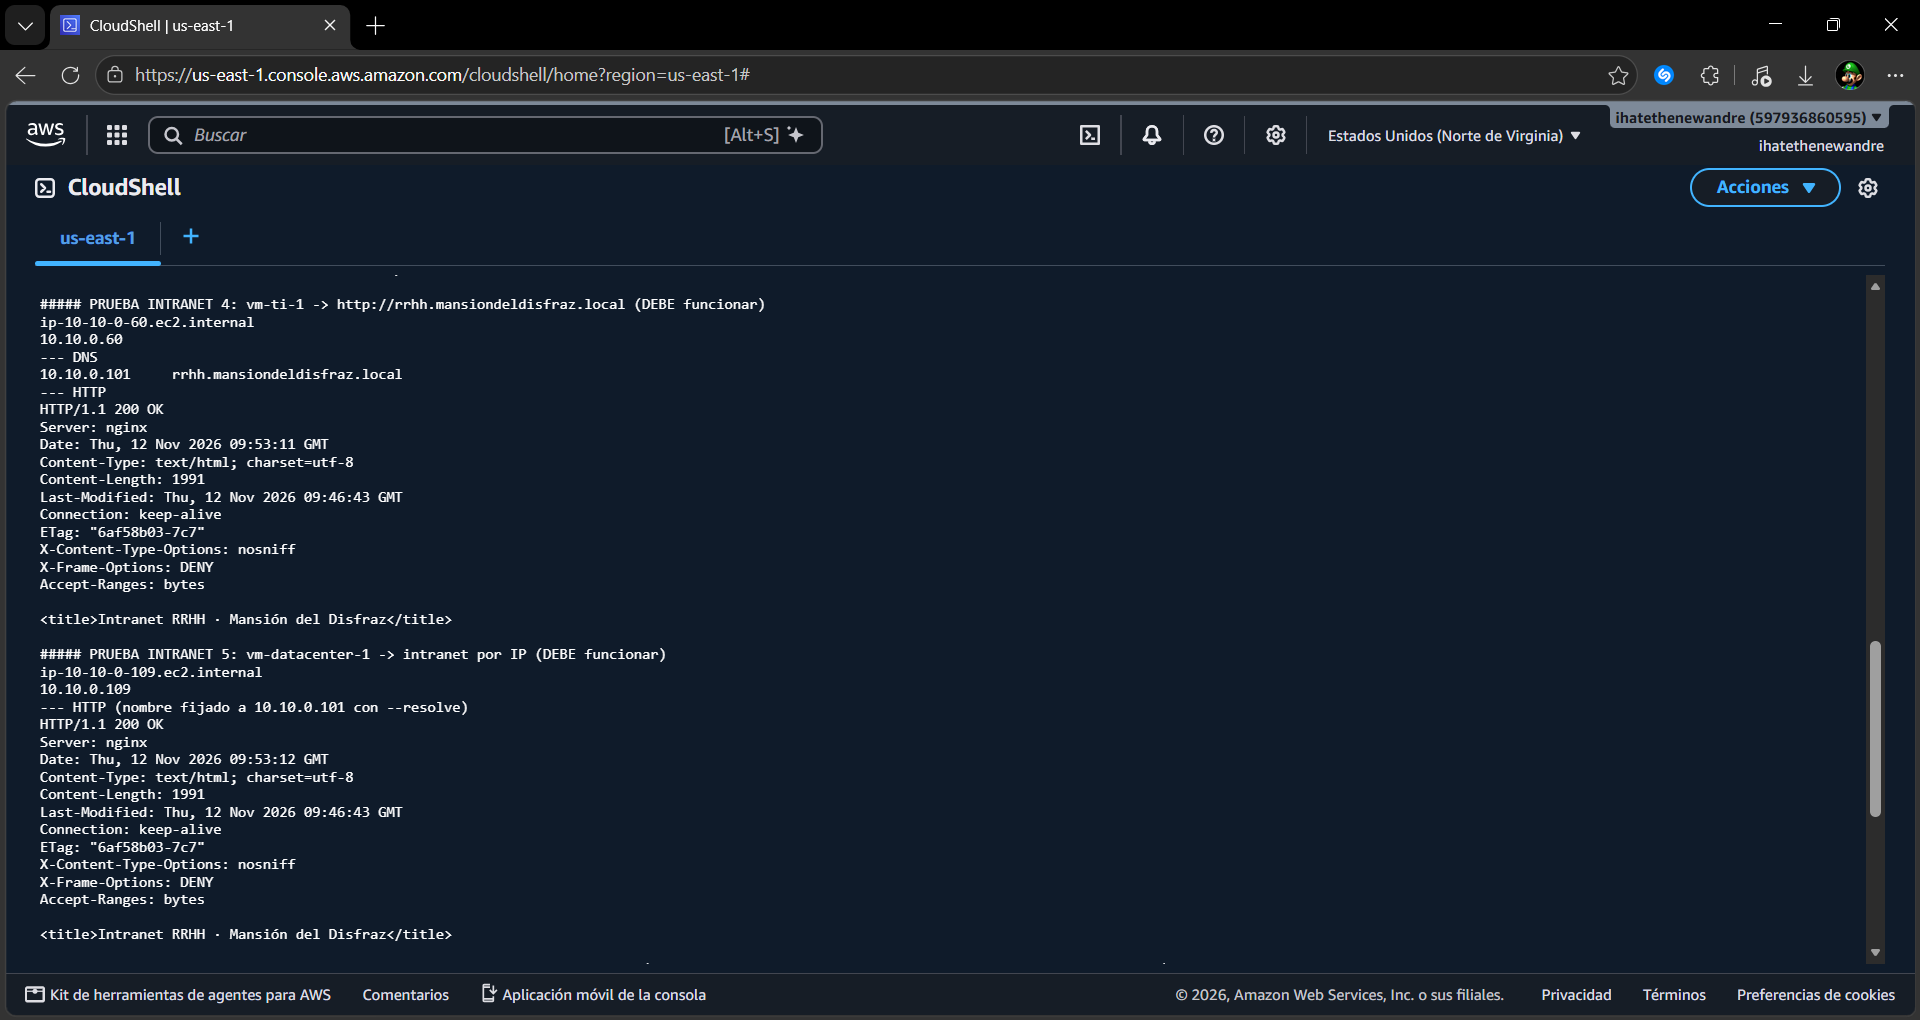 CloudShell | us-east-1
https://us-east-1.console.aws.amazon.com/cloudshell/home?region=us-east-1#
aws
Buscar
[Alt+S]
Estados Unidos (Norte de Virginia)
ihatethenewandre (597936860595)
ihatethenewandre
CloudShell
Acciones
us-east-1
##### PRUEBA INTRANET 4: vm-ti-1 -> http://rrhh.mansiondeldisfraz.local (DEBE funcionar)
ip-10-10-0-60.ec2.internal
10.10.0.60
--- DNS
10.10.0.101     rrhh.mansiondeldisfraz.local
--- HTTP
HTTP/1.1 200 OK
Server: nginx
Date: Thu, 12 Nov 2026 09:53:11 GMT
Content-Type: text/html; charset=utf-8
Content-Length: 1991
Last-Modified: Thu, 12 Nov 2026 09:46:43 GMT
Connection: keep-alive
ETag: "6af58b03-7c7"
X-Content-Type-Options: nosniff
X-Frame-Options: DENY
Accept-Ranges: bytes
<title>Intranet RRHH · Mansión del Disfraz</title>
##### PRUEBA INTRANET 5: vm-datacenter-1 -> intranet por IP (DEBE funcionar)
ip-10-10-0-109.ec2.internal
10.10.0.109
--- HTTP (nombre fijado a 10.10.0.101 con --resolve)
HTTP/1.1 200 OK
Server: nginx
Date: Thu, 12 Nov 2026 09:53:12 GMT
Content-Type: text/html; charset=utf-8
Content-Length: 1991
Last-Modified: Thu, 12 Nov 2026 09:46:43 GMT
Connection: keep-alive
ETag: "6af58b03-7c7"
X-Content-Type-Options: nosniff
X-Frame-Options: DENY
Accept-Ranges: bytes
<title>Intranet RRHH · Mansión del Disfraz</title>
Kit de herramientas de agentes para AWS
Comentarios
Aplicación móvil de la consola
© 2026, Amazon Web Services, Inc. o sus filiales.
Privacidad
Términos
Preferencias de cookies